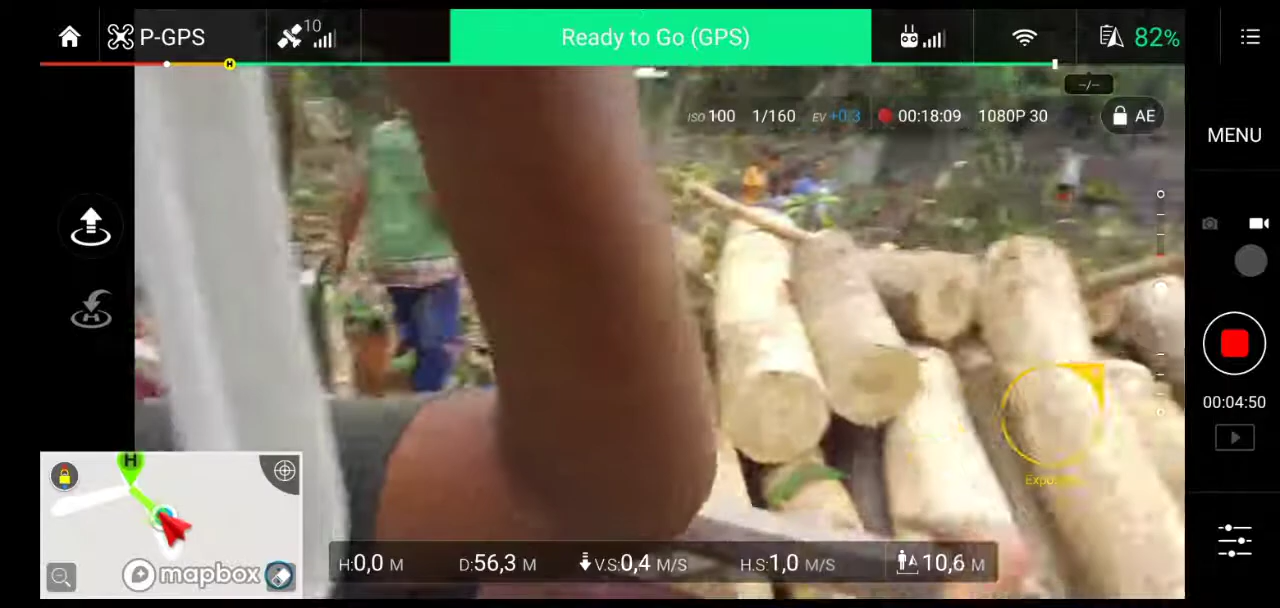 P-GPS
10
Ready to Go (GPS)
82%
H
--/--
ISO 100 1/160 EV +0.3 00:18:09 1080P 30
AE
MENU
00:04:50
H
mapbox
H:0,0 M D:56,3 M V.S:0,4 M/S H.S:1,0 M/S 10,6 M